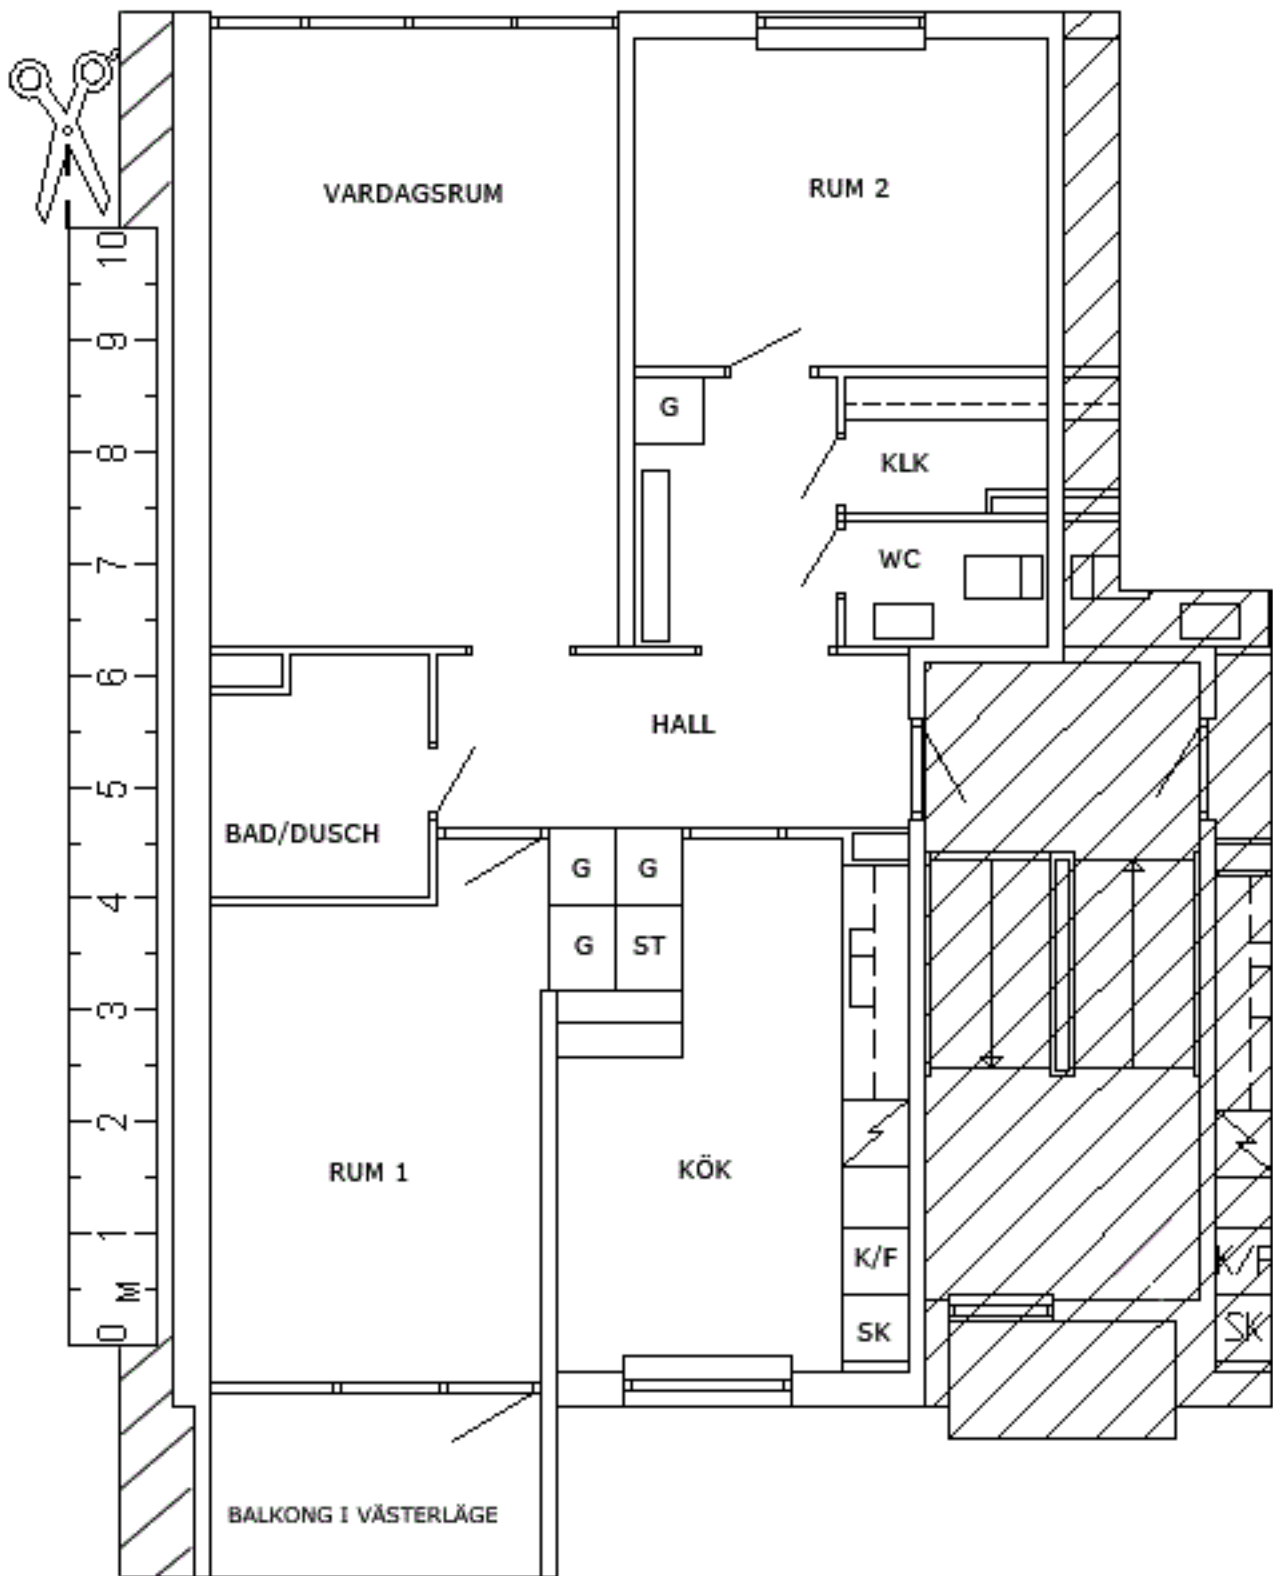 VARDAGSRUM
RUM 2
10
9
G
8
KLK
7
WC
6
HALL
5
BAD/DUSCH
G
G
4
G
ST
3
2
RUM 1
KÖK
1
K/F
K/F
M
0
SK
SK
BALKONG I VÄSTERLÄGE